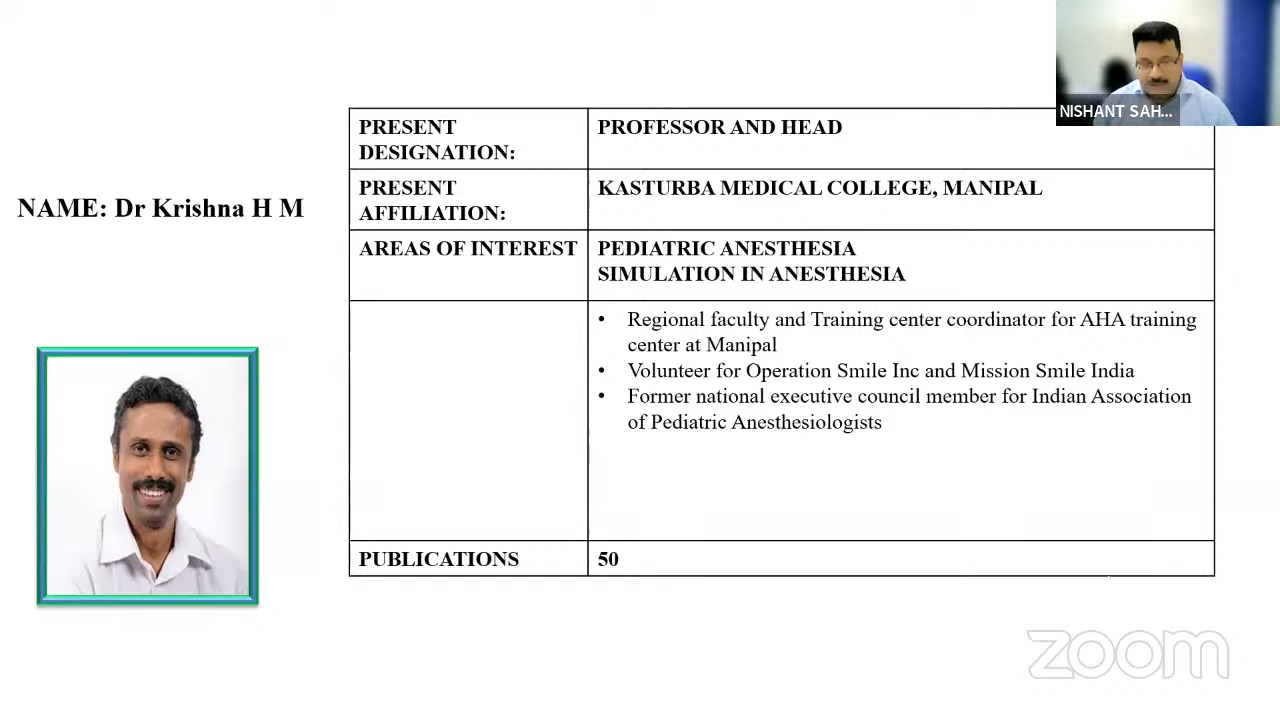 NISHANT SAH...
PRESENT
DESIGNATION:
PROFESSOR AND HEAD
PRESENT
AFFILIATION:
KASTURBA MEDICAL COLLEGE, MANIPAL
NAME: Dr Krishna H M
AREAS OF INTEREST
PEDIATRIC ANESTHESIA
SIMULATION IN ANESTHESIA
• Regional faculty and Training center coordinator for AHA training
center at Manipal
• Volunteer for Operation Smile Inc and Mission Smile India
• Former national executive council member for Indian Association
of Pediatric Anesthesiologists
PUBLICATIONS
50
zoom